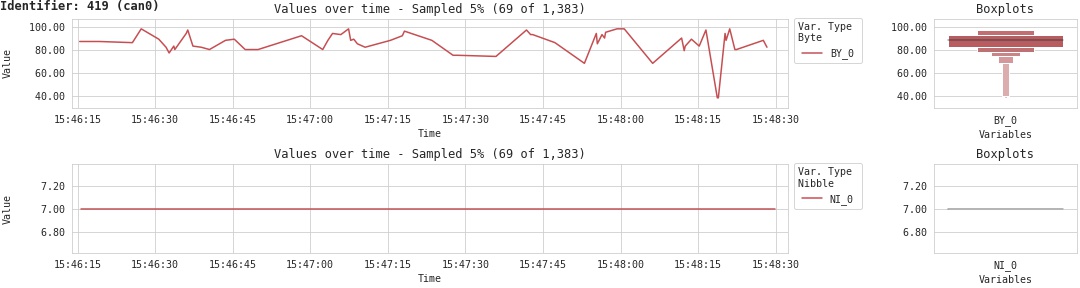 Identifier: 419 (can0)
Values over time - Sampled 5% (69 of 1,383)
Value
100.00
80.00
60.00
40.00
15:46:15 15:46:30 15:46:45 15:47:00 15:47:15 15:47:30 15:47:45 15:48:00 15:48:15 15:48:30
Time
Var. Type
Byte
BY_0
Boxplots
100.00
80.00
60.00
40.00
BY_0
Variables
Values over time - Sampled 5% (69 of 1,383)
Value
7.20
7.00
6.80
15:46:15 15:46:30 15:46:45 15:47:00 15:47:15 15:47:30 15:47:45 15:48:00 15:48:15 15:48:30
Time
Var. Type
Nibble
NI_0
Boxplots
7.20
7.00
6.80
NI_0
Variables